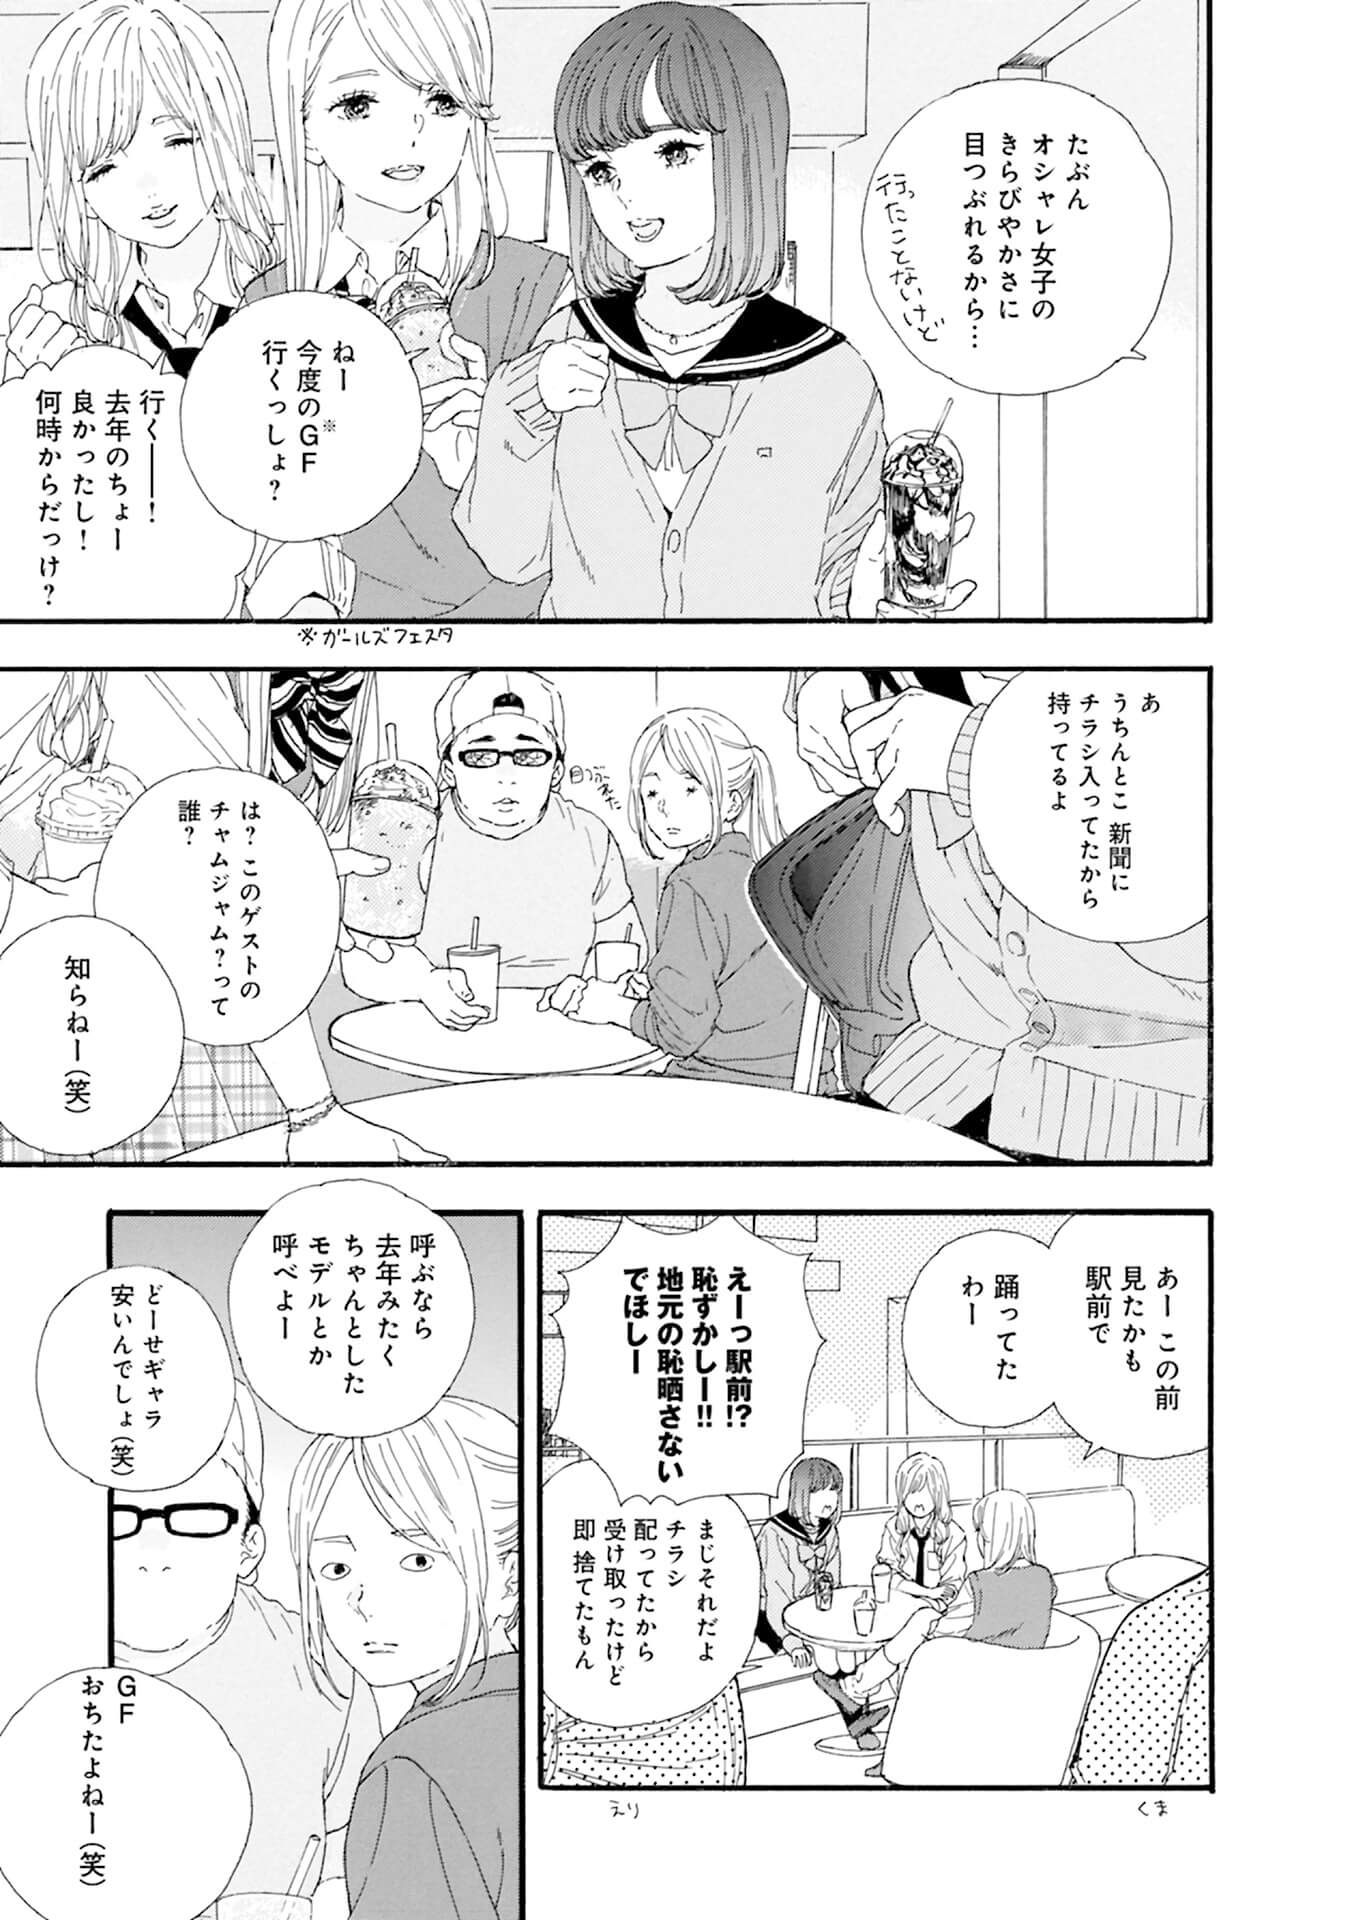 たぶん
オシャレ女子の
きらびやかさに
目つぶれるから…
行ったことないけど
ねー
今度のGF※
行くっしょ？
行くーー！
去年のちょー
良かったし！
何時からだっけ？
※ガールズフェスタ
あ
うちんとこ 新聞に
チラシ入ってたから
持ってるよ
目つぶれた
は？このゲストの
チャムジャム？って
誰？
知らねー（笑）
あー この前
見たかも
駅前で
踊ってた
わー
えーっ駅前!?
恥ずかしー!!
地元の恥晒さない
でほしー
まじそれだよ
チラシ
配ってたから
受け取ったけど
即 捨てたもん
くま
えり
呼ぶなら
去年みたく
ちゃんとした
モデルとか
呼べよー
どーせギャラ
安いんでしょ（笑）
GF
おちたよねー（笑）